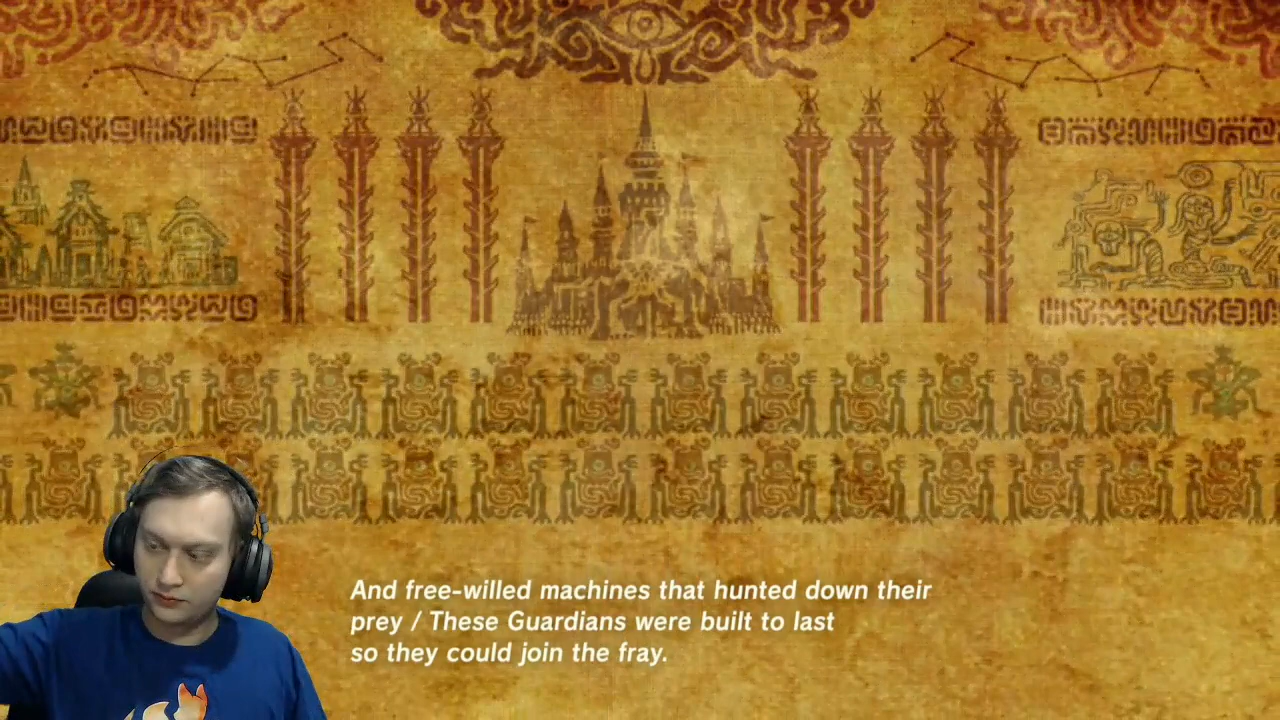 And free-willed machines that hunted down their
prey / These Guardians were built to last
so they could join the fray.